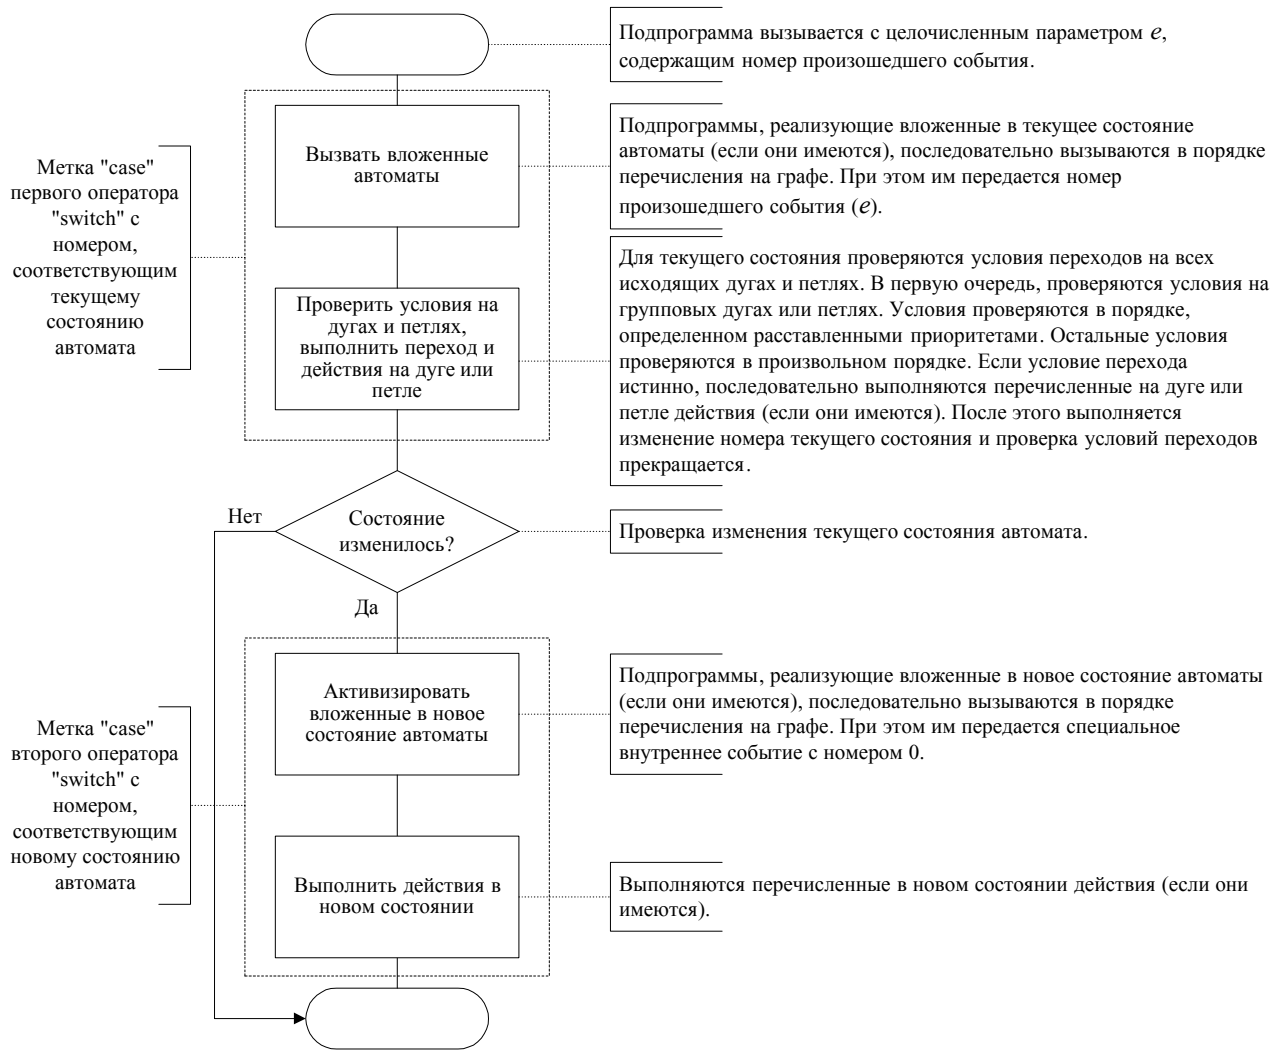 Подпрограмма вызывается с целочисленным параметром e,
содержащим номер произошедшего события.
Метка "case"
первого оператора
"switch" с
номером,
соответствующим
текущему
состоянию
автомата
Вызвать вложенные
автоматы
Подпрограммы, реализующие вложенные в текущее состояние
автоматы (если они имеются), последовательно вызываются в порядке
перечисления на графе. При этом им передается номер
произошедшего события (e).
Проверить условия на
дугах и петлях,
выполнить переход и
действия на дуге или
петле
Для текущего состояния проверяются условия переходов на всех
исходящих дугах и петлях. В первую очередь, проверяются условия на
групповых дугах или петлях. Условия проверяются в порядке,
определенном расставленными приоритетами. Остальные условия
проверяются в произвольном порядке. Если условие перехода
истинно, последовательно выполняются перечисленные на дуге или
петле действия (если они имеются). После этого выполняется
изменение номера текущего состояния и проверка условий переходов
прекращается.
Нет
Состояние
изменилось?
Проверка изменения текущего состояния автомата.
Да
Метка "case"
второго оператора
"switch" с
номером,
соответствующим
новому состоянию
автомата
Активизировать
вложенные в новое
состояние автоматы
Подпрограммы, реализующие вложенные в новое состояние автоматы
(если они имеются), последовательно вызываются в порядке
перечисления на графе. При этом им передается специальное
внутреннее событие с номером 0.
Выполнить действия в
новом состоянии
Выполняются перечисленные в новом состоянии действия (если они
имеются).